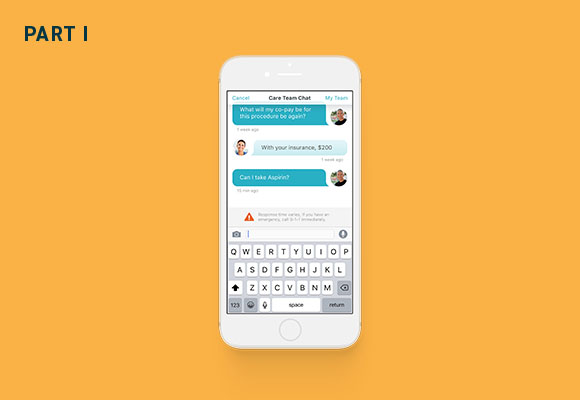 PART I
Cancel Care Team Chat My Team
What will my co-pay be for
this procedure be again?
1 week ago
With your insurance, $200
1 week ago
Can I take Aspirin?
15 min ago
Response time varies. If you have an
emergency, call 9-1-1 immediately.
Q W E R T Y U I O P
A S D F G H J K L
Z X C V B N M
123 space return